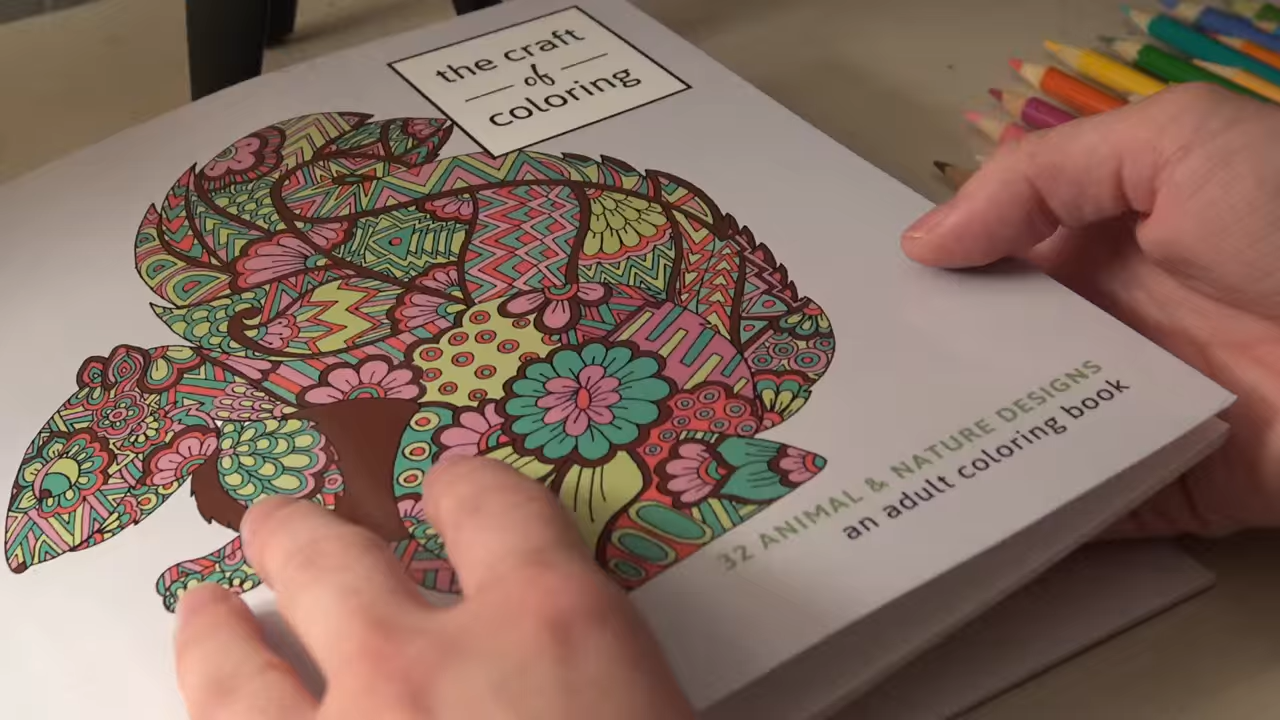 the craft
of
coloring
32 ANIMAL & NATURE DESIGNS
an adult coloring book